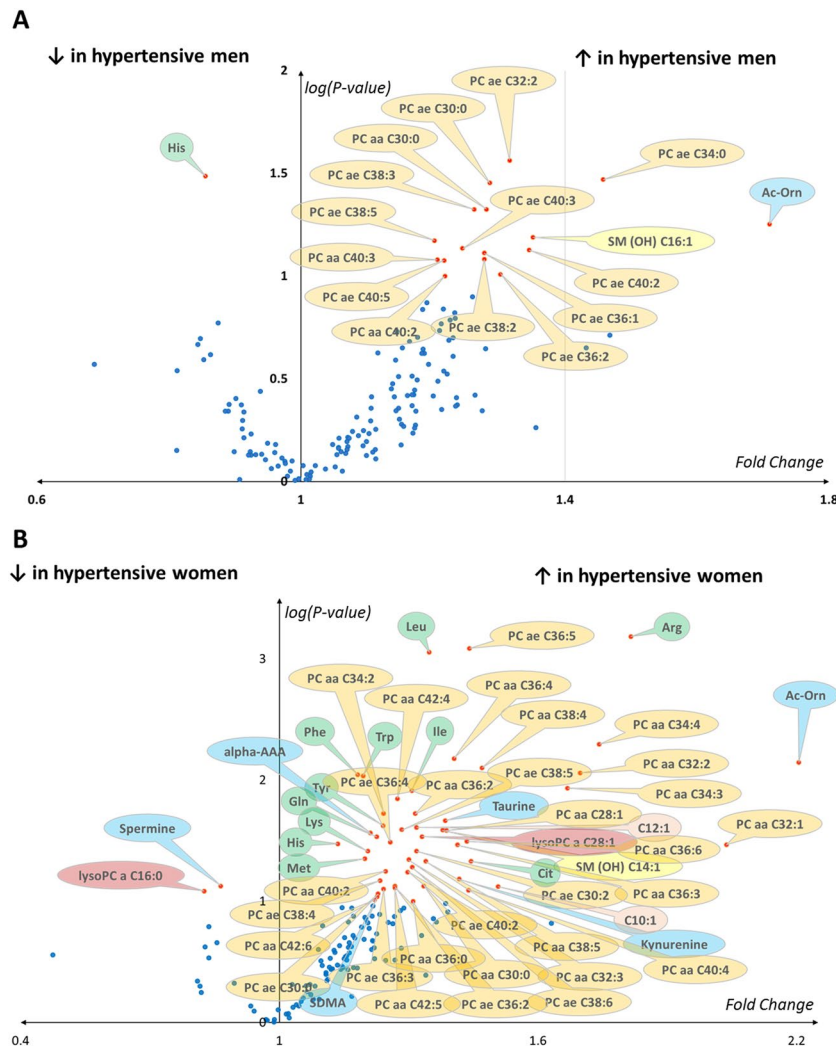 A
↓ in hypertensive men
↑ in hypertensive men
2
log(P-value)
PC ae C32:2
PC ae C30:0
PC aa C30:0
His
PC ae C34:0
1.5
PC ae C38:3
Ac-Orn
PC ae C40:3
PC ae C38:5
SM (OH) C16:1
PC aa C40:3
1
PC ae C40:2
PC ae C40:5
PC ae C36:1
PC aa C40:2
PC ae C38:2
PC ae C36:2
0.5
Fold Change
0
0.6
1
1.4
1.8
B
↓ in hypertensive women
↑ in hypertensive women
log(P-value)
Leu
PC ae C36:5
Arg
3
PC aa C34:2
PC aa C36:4
PC aa C42:4
Ac-Orn
PC aa C38:4
PC aa C34:4
Phe
Trp
Ile
alpha-AAA
PC aa C32:2
2
PC ae C38:5
Tyr
PC ae C36:4
PC aa C36:2
PC aa C34:3
Gln
Taurine
PC aa C28:1
Lys
C12:1
PC aa C32:1
Spermine
His
lysoPC a C28:1
PC aa C36:6
Met
Cit
SM (OH) C14:1
lysoPC a C16:0
PC aa C40:2
PC ae C30:2
PC aa C36:3
1
PC ae C38:4
C10:1
PC ae C40:2
PC aa C42:6
PC aa C38:5
Kynurenine
PC aa C36:0
PC aa C40:4
PC ae C30:0
PC ae C36:3
PC aa C30:0
PC aa C32:3
SDMA
PC aa C42:5
PC ae C36:2
PC ae C38:6
Fold Change
0
0.4
1
1.6
2.2